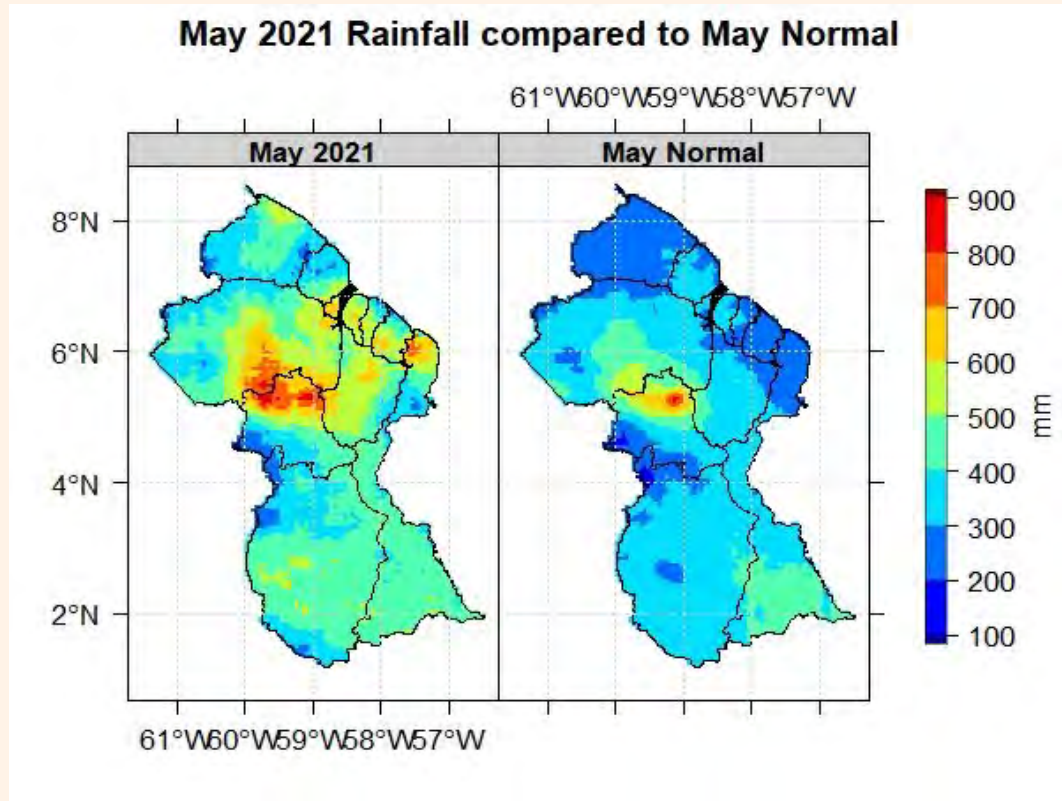 May 2021 Rainfall compared to May Normal
61°W60°W59°W58°W57°W
May 2021
May Normal
8°N
6°N
4°N
2°N
900
800
700
600
500
400
300
200
100
mm
61°W60°W59°W58°W57°W